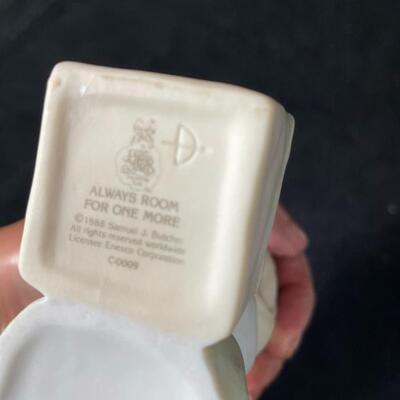 ALWAYS ROOM
FOR ONE MORE
©1988 Samuel J. Butcher
All rights reserved worldwide
Licensee Enesco Corporation
C-0009